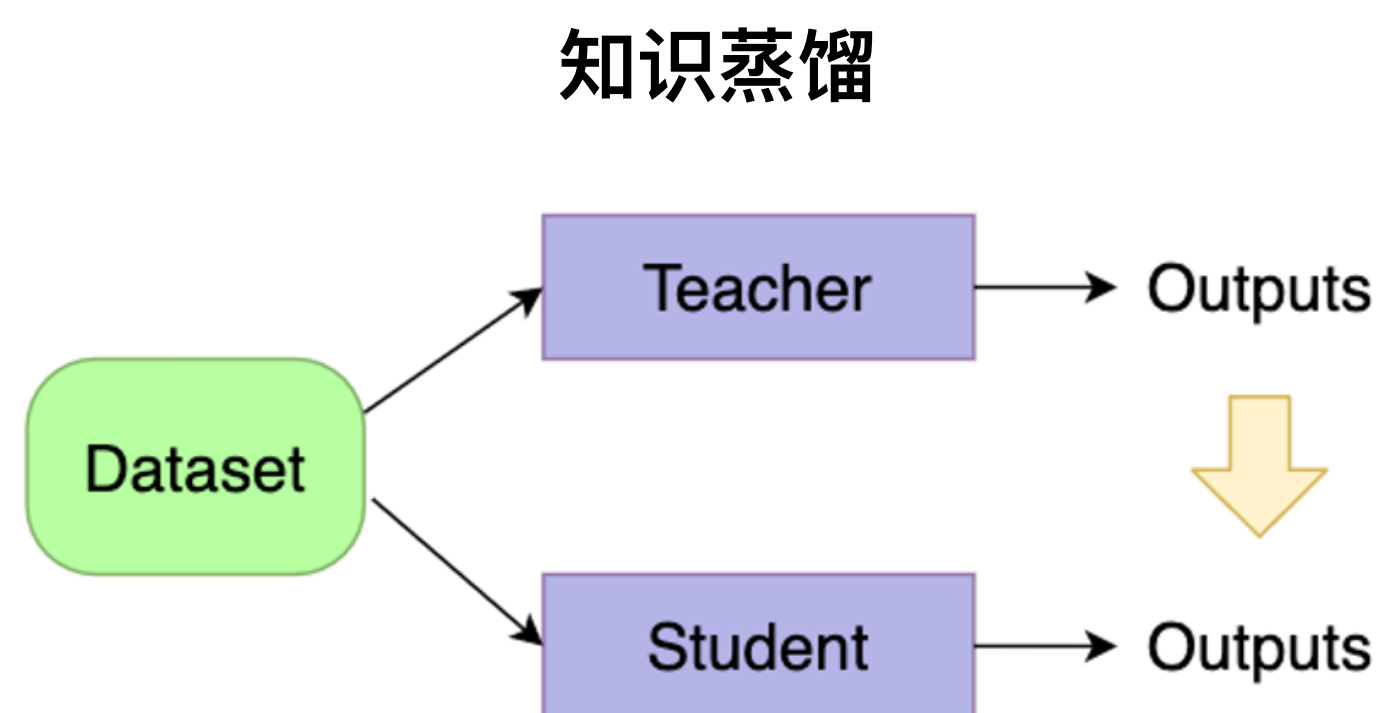 知识蒸馏
Teacher
Outputs
Dataset
Student
Outputs